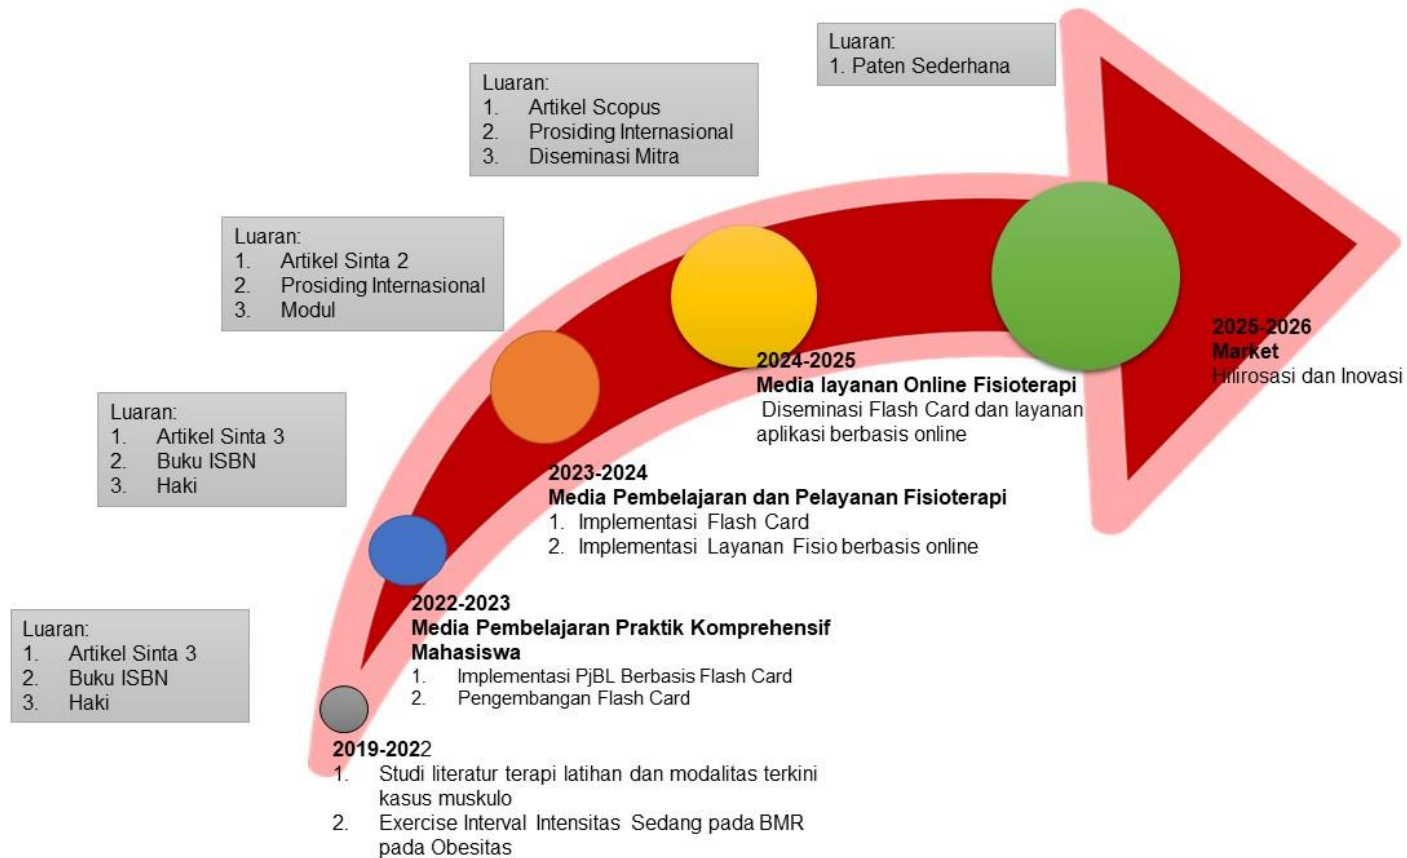 Luaran:
1. Paten Sederhana
Luaran:
1. Artikel Scopus
2. Prosiding Internasional
3. Diseminasi Mitra
Luaran:
1. Artikel Sinta 2
2. Prosiding Internasional
3. Modul
2025-2026
Market
Hilirosasi dan Inovasi
2024-2025
Media layanan Online Fisioterapi
Diseminasi Flash Card dan layanan
aplikasi berbasis online
Luaran:
1. Artikel Sinta 3
2. Buku ISBN
3. Haki
2023-2024
Media Pembelajaran dan Pelayanan Fisioterapi
1. Implementasi Flash Card
2. Implementasi Layanan Fisio berbasis online
2022-2023
Media Pembelajaran Praktik Komprehensif
Mahasiswa
1. Implementasi PjBL Berbasis Flash Card
2. Pengembangan Flash Card
Luaran:
1. Artikel Sinta 3
2. Buku ISBN
3. Haki
2019-2022
1. Studi literatur terapi latihan dan modalitas terkini
kasus muskulo
2. Exercise Interval Intensitas Sedang pada BMR
pada Obesitas